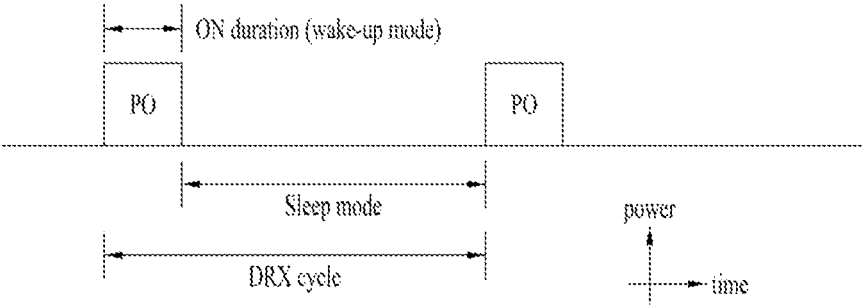 ON duration (wake-up mode)
PO
PO
Sleep mode
DRX cycle
power
time